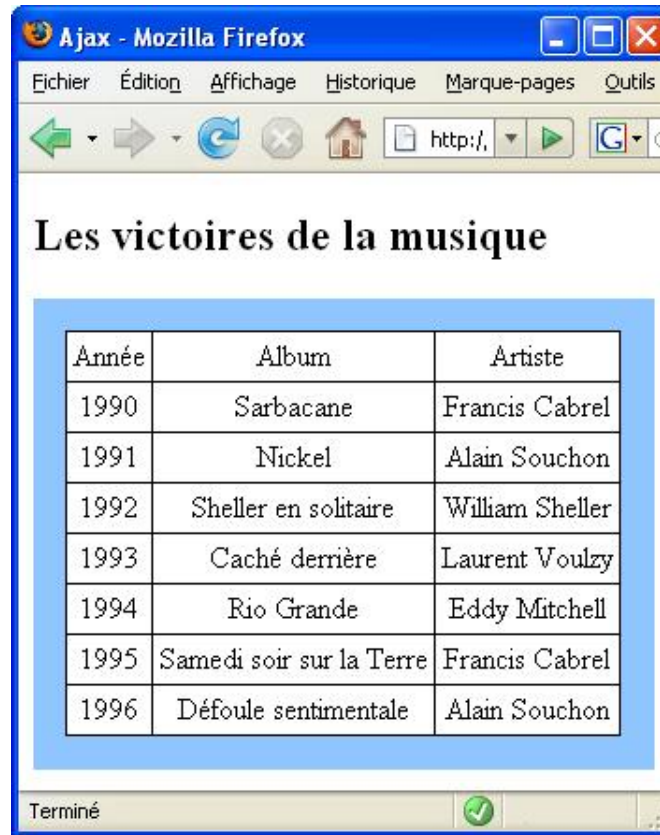 Ajax - Mozilla Firefox
Fichier Édition Affichage Historique Marque-pages Outils
http:/, G
Les victoires de la musique
Année Album Artiste
1990 Sarbacane Francis Cabrel
1991 Nickel Alain Souchon
1992 Sheller en solitaire William Sheller
1993 Caché derrière Laurent Voulzy
1994 Rio Grande Eddy Mitchell
1995 Samedi soir sur la Terre Francis Cabrel
1996 Défoule sentimentale Alain Souchon
Terminé